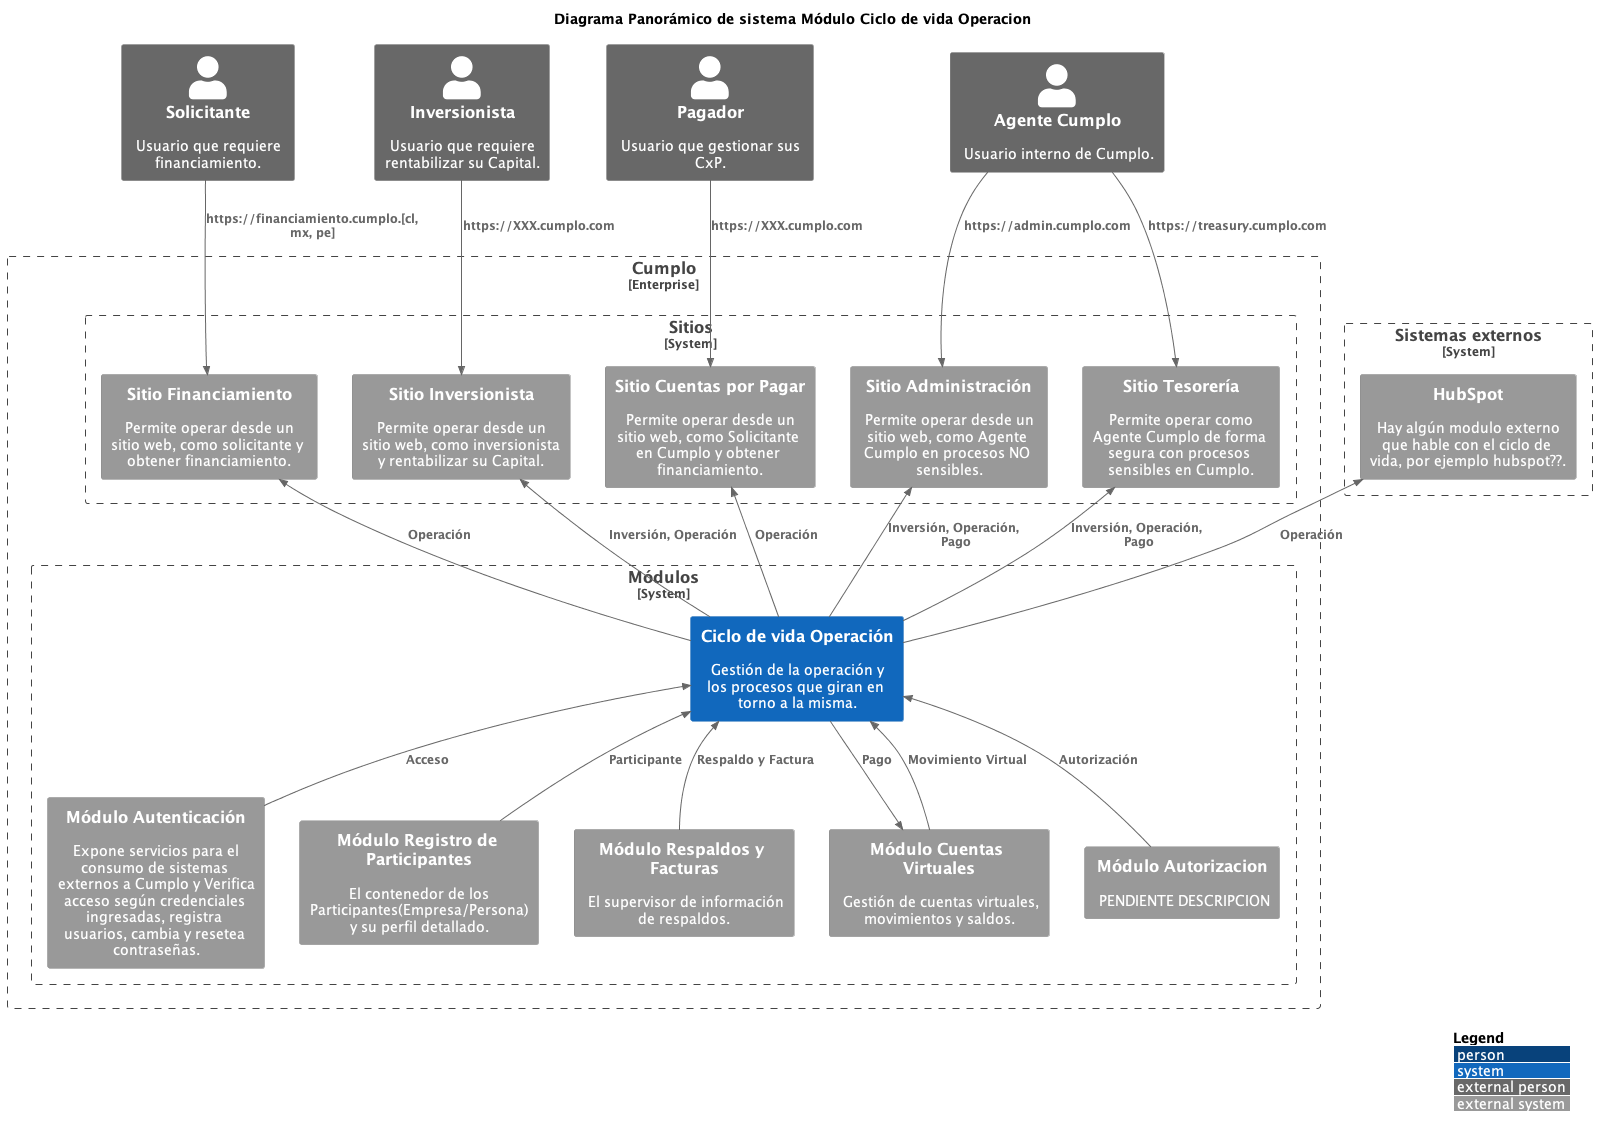 Diagrama Panorámico de sistema Módulo Ciclo de vida Operacion
Solicitante
Usuario que requiere
financiamiento.
Inversionista
Usuario que requiere
rentabilizar su Capital.
Pagador
Usuario que gestionar sus
CxP.
Agente Cumplo
Usuario interno de Cumplo.
https://financiamiento.cumplo.[cl,
mx, pe]
https://XXX.cumplo.com
https://XXX.cumplo.com
https://admin.cumplo.com
https://treasury.cumplo.com
Cumplo
[Enterprise]
Sitios
[System]
Sistemas externos
[System]
Sitio Financiamiento
Permite operar desde un
sitio web, como solicitante y
obtener financiamiento.
Sitio Inversionista
Permite operar desde un
sitio web, como inversionista
y rentabilizar su Capital.
Sitio Cuentas por Pagar
Permite operar desde un
sitio web, como Solicitante
en Cumplo y obtener
financiamiento.
Sitio Administración
Permite operar desde un
sitio web, como Agente
Cumplo en procesos NO
sensibles.
Sitio Tesorería
Permite operar como
Agente Cumplo de forma
segura con procesos
sensibles en Cumplo.
HubSpot
Hay algún modulo externo
que hable con el ciclo de
vida, por ejemplo hubspot??.
Operación
Inversión, Operación
Operación
Inversión, Operación,
Pago
Inversión, Operación,
Pago
Operación
Módulos
[System]
Ciclo de vida Operación
Gestión de la operación y
los procesos que giran en
torno a la misma.
Acceso
Participante
Respaldo y Factura
Pago
Movimiento Virtual
Autorización
Módulo Autenticación
Expone servicios para el
consumo de sistemas
externos a Cumplo y Verifica
acceso según credenciales
ingresadas, registra
usuarios, cambia y resetea
contraseñas.
Módulo Registro de
Participantes
El contenedor de los
Participantes(Empresa/Persona)
y su perfil detallado.
Módulo Respaldos y
Facturas
El supervisor de información
de respaldos.
Módulo Cuentas
Virtuales
Gestión de cuentas virtuales,
movimientos y saldos.
Módulo Autorizacion
PENDIENTE DESCRIPCION
Legend
person
system
external person
external system